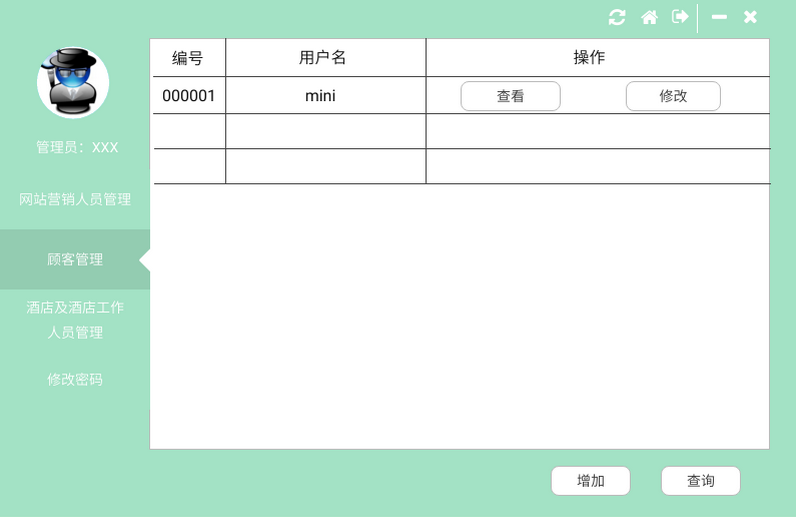 管理员：XXX
网站营销人员管理
顾客管理
酒店及酒店工作
人员管理
修改密码
编号 用户名 操作
000001 mini 查看 修改
增加 查询